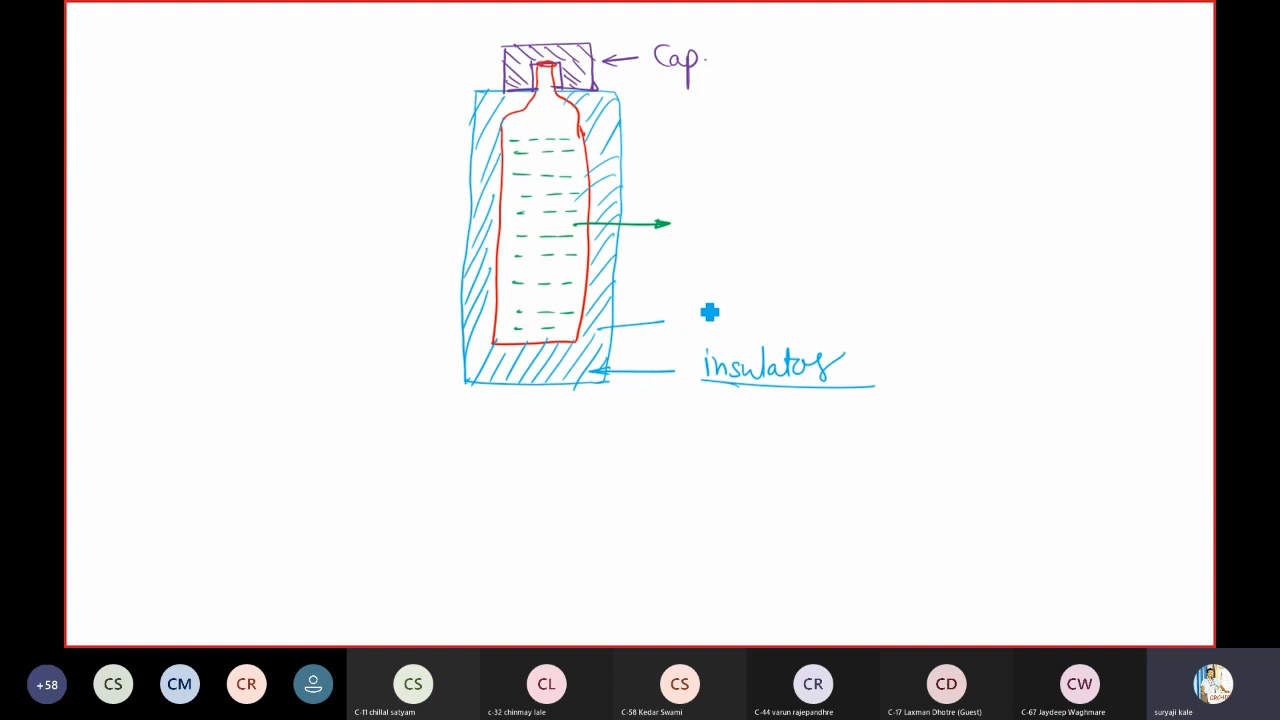 Cap.
insulator
+58
CS
CM
CR
CS
CL
CS
CR
CD
CW
C-11 chillal satyam
c-32 chinmay lale
C-58 Kedar Swami
C-44 varun rajepandhre
C-17 Laxman Dhotre (Guest)
C-67 Jaydeep Waghmare
suryaji kale